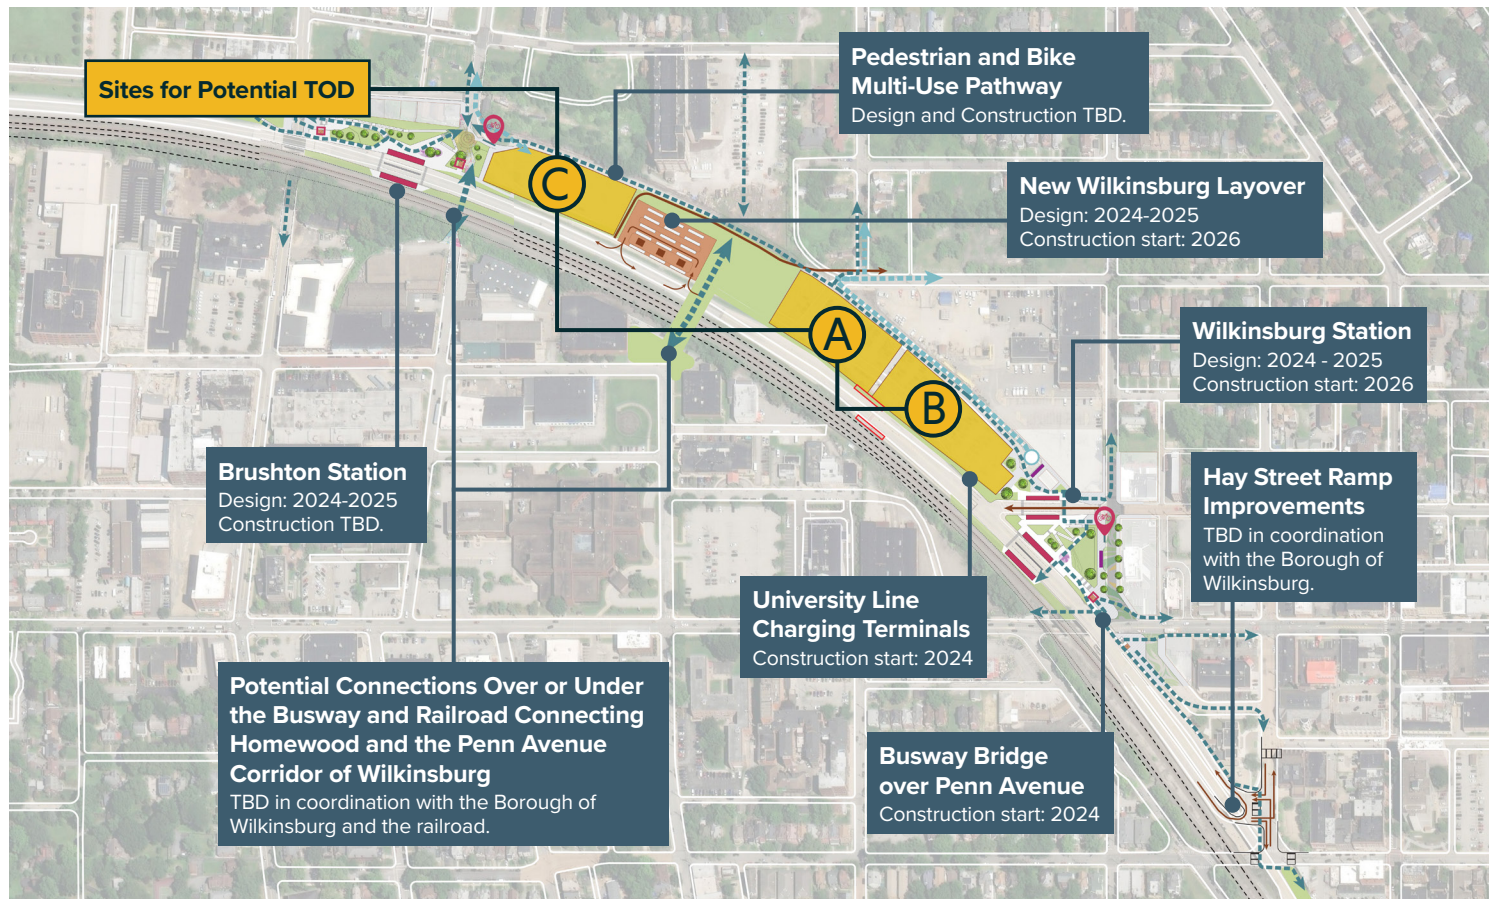 Sites for Potential TOD
Pedestrian and Bike
Multi-Use Pathway
Design and Construction TBD.
New Wilkinsburg Layover
Design: 2024-2025
Construction start: 2026
C
A
B
Wilkinsburg Station
Design: 2024 - 2025
Construction start: 2026
Brushton Station
Design: 2024-2025
Construction TBD.
Hay Street Ramp
Improvements
TBD in coordination
with the Borough of
Wilkinsburg.
University Line
Charging Terminals
Construction start: 2024
Potential Connections Over or Under
the Busway and Railroad Connecting
Homewood and the Penn Avenue
Corridor of Wilkinsburg
TBD in coordination with the Borough of
Wilkinsburg and the railroad.
Busway Bridge
over Penn Avenue
Construction start: 2024